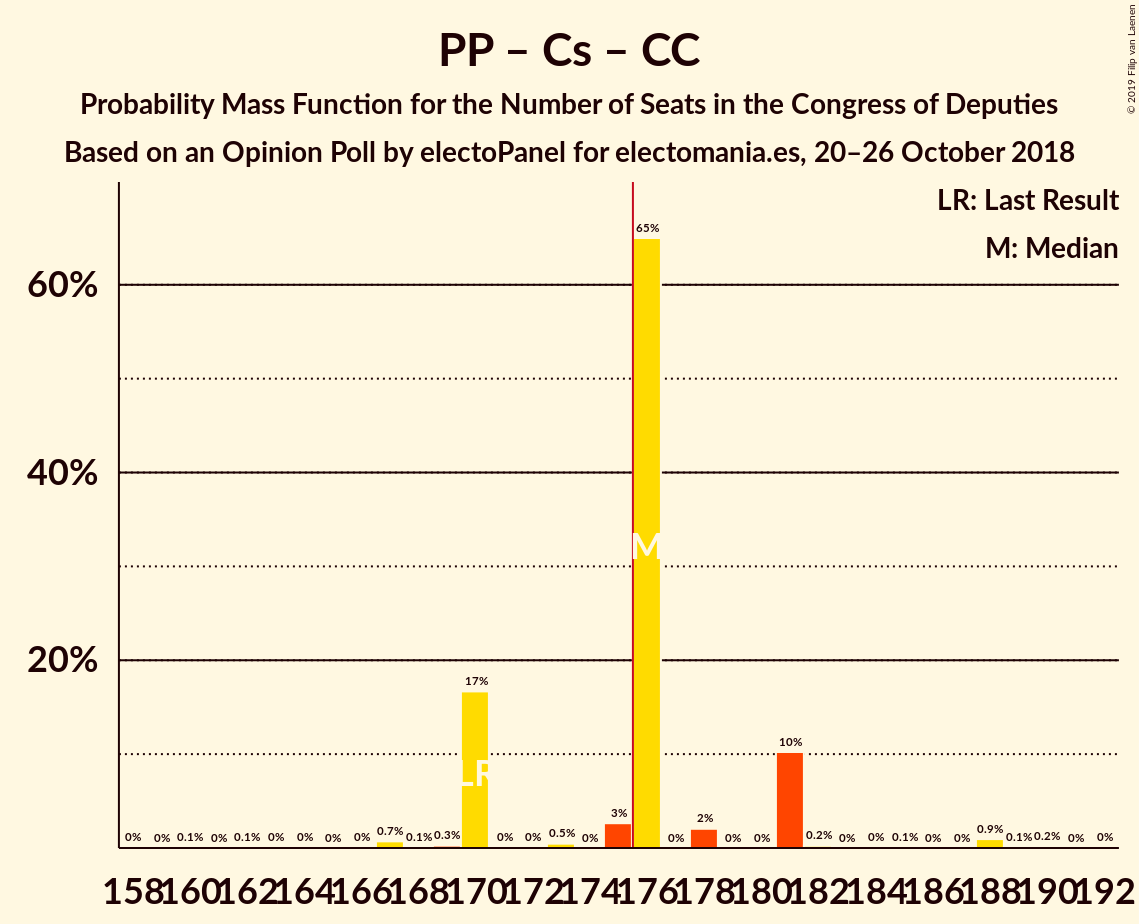 PP – Cs – CC
Probability Mass Function for the Number of Seats in the Congress of Deputies
Based on an Opinion Poll by electoPanel for electomania.es, 20–26 October 2018
© 2019 Filip van Laenen
LR: Last Result
M: Median
60%
40%
20%
0% 0% 0.1% 0% 0.1% 0% 0% 0% 0% 0.7% 0.1% 0.3% 17% 0% 0% 0.5% 0% 3% 65% 0% 2% 0% 0% 10% 0.2% 0% 0% 0.1% 0% 0% 0.9% 0.1% 0.2% 0% 0%
LR
M
158 160 162 164 166 168 170 172 174 176 178 180 182 184 186 188 190 192